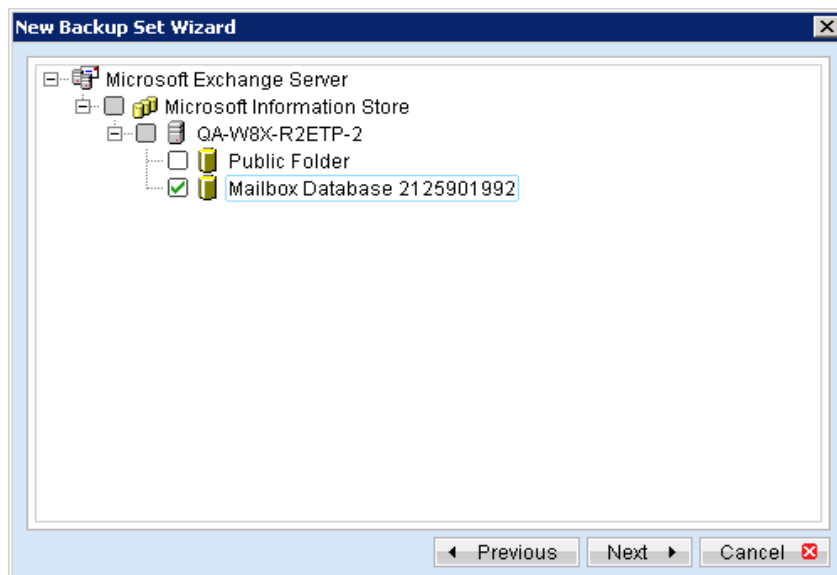 New Backup Set Wizard
Microsoft Exchange Server
Microsoft Information Store
QA-W8X-R2ETP-2
Public Folder
Mailbox Database 2125901992
Previous Next Cancel